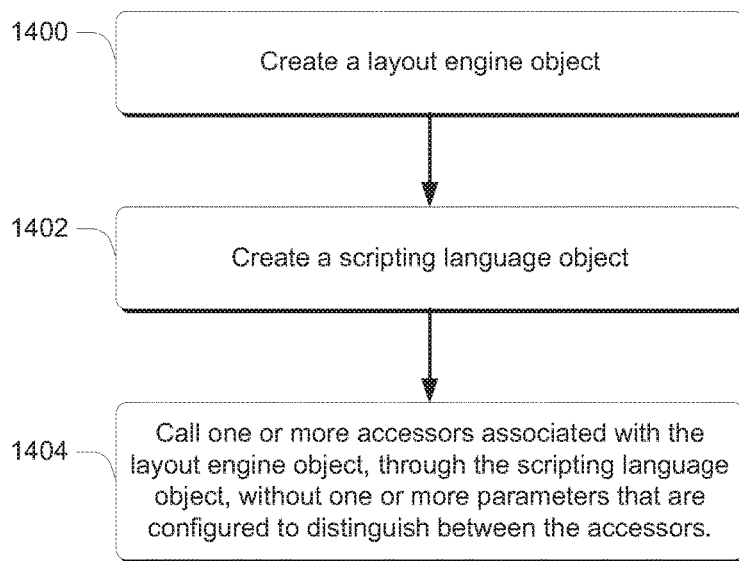 1400
Create a layout engine object
1402
Create a scripting language object
1404
Call one or more accessors associated with the
layout engine object, through the scripting language
object, without one or more parameters that are
configured to distinguish between the accessors.